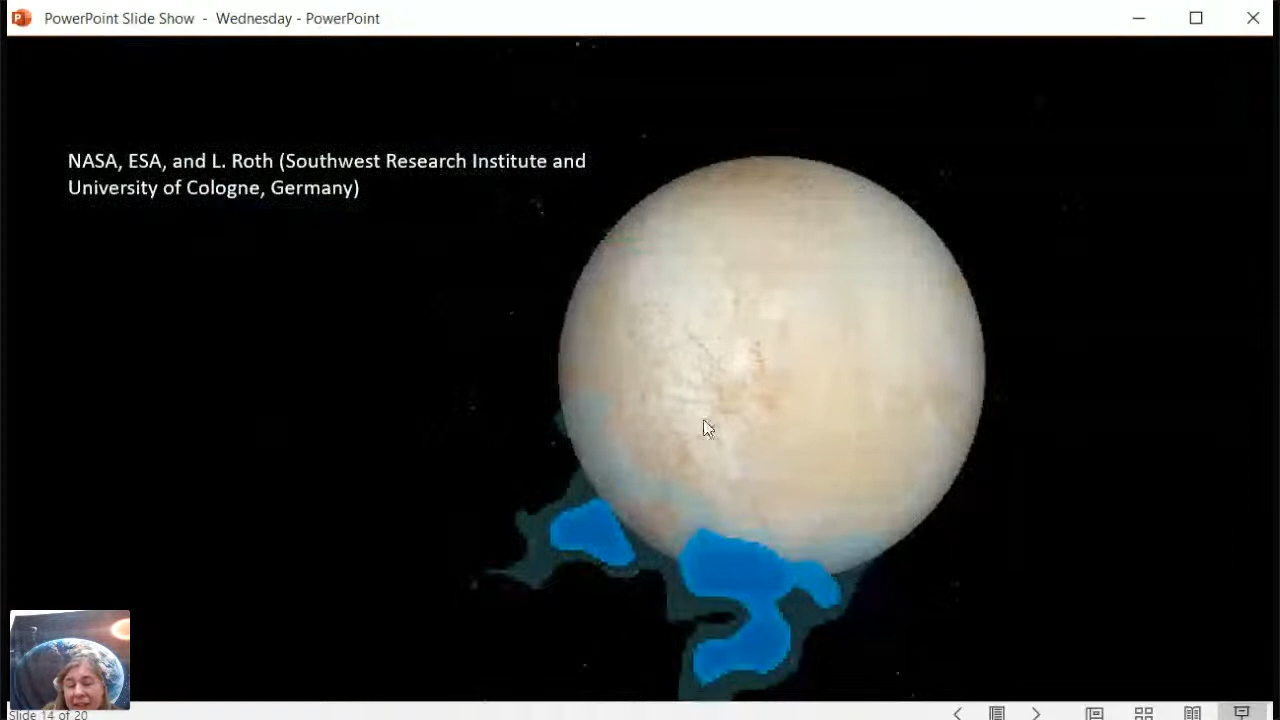 PowerPoint Slide Show - Wednesday - PowerPoint
NASA, ESA, and L. Roth (Southwest Research Institute and
University of Cologne, Germany)
Slide 14 of 20